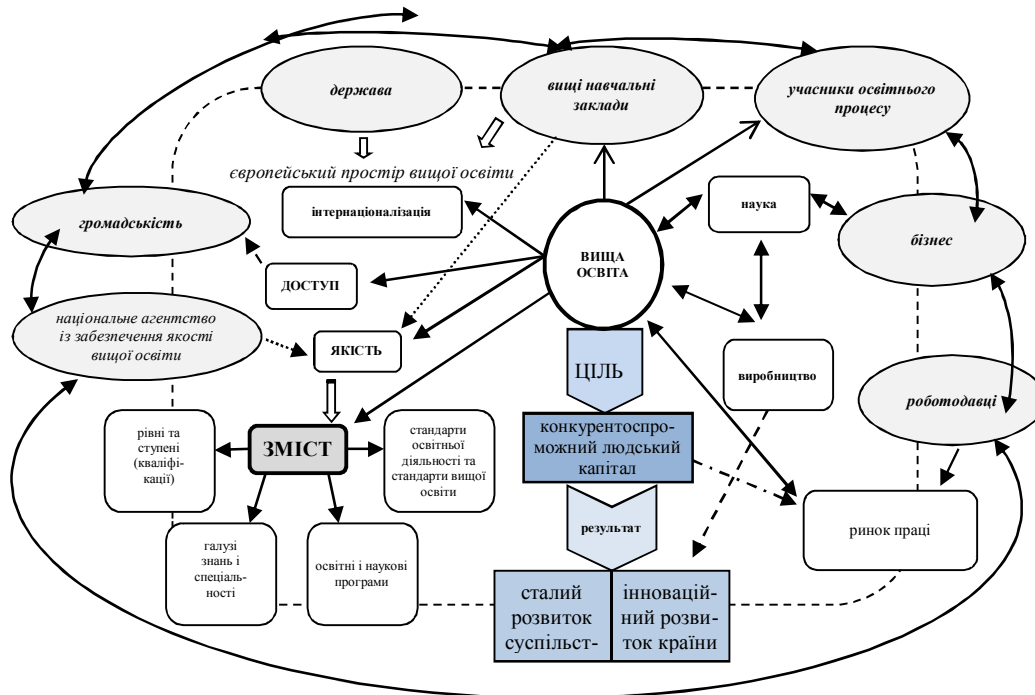 держава
вищі навчальні
заклади
учасники освітнього
процесу
європейський простір вищої освіти
інтернаціоналізація
наука
громадськість
ВИЩА
ОСВІТА
бізнес
ДОСТУП
національне агентство
із забезпечення якості
вищої освіти
ЯКІСТЬ
ЦІЛЬ
виробництво
роботодавці
рівні та
ступені
(кваліфі-
кації)
ЗМІСТ
стандарти
освітньої
діяльності та
стандарти вищої
освіти
конкурентоспро-
можний людський
капітал
результат
ринок праці
галузі
знань і
спеціаль-
ності
освітні і наукові
програми
сталий
розвиток
суспільст-
інновацій-
ний розви-
ток країни